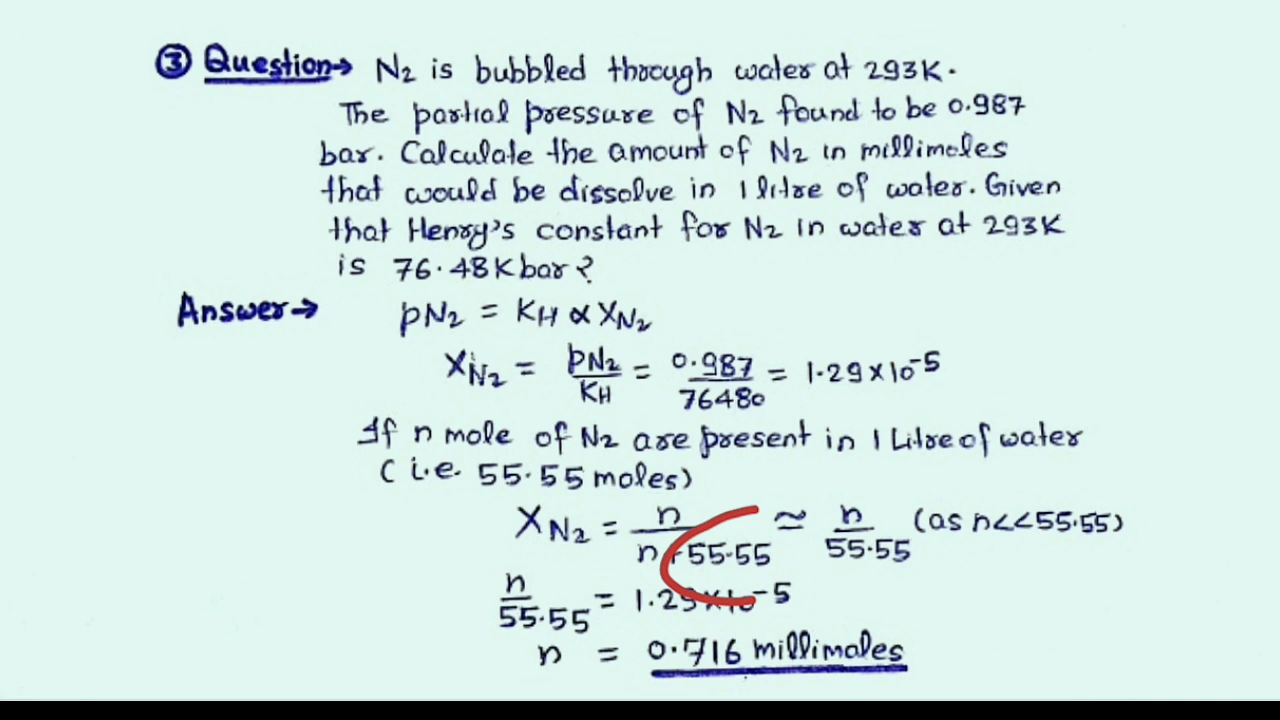 ③ Question→ N₂ is bubbled through water at 293K.
The partial pressure of N₂ found to be 0.987
bar. Calculate the amount of N₂ in millimoles
that would be dissolve in 1 litre of water. Given
that Henry's constant for N₂ in water at 293K
is 76.48K bar?
Answer→ pN₂ = KH ∝ XN₂
XN₂ = pN₂/KH = 0.987/76480 = 1.29×10⁻⁵
If n mole of N₂ are present in 1 Litre of water
(i.e. 55.55 moles)
XN₂ = n/n+55.55 ≃ n/55.55 (as n<<55.55)
n/55.55 = 1.29×10⁻⁵
n = 0.716 millimoles